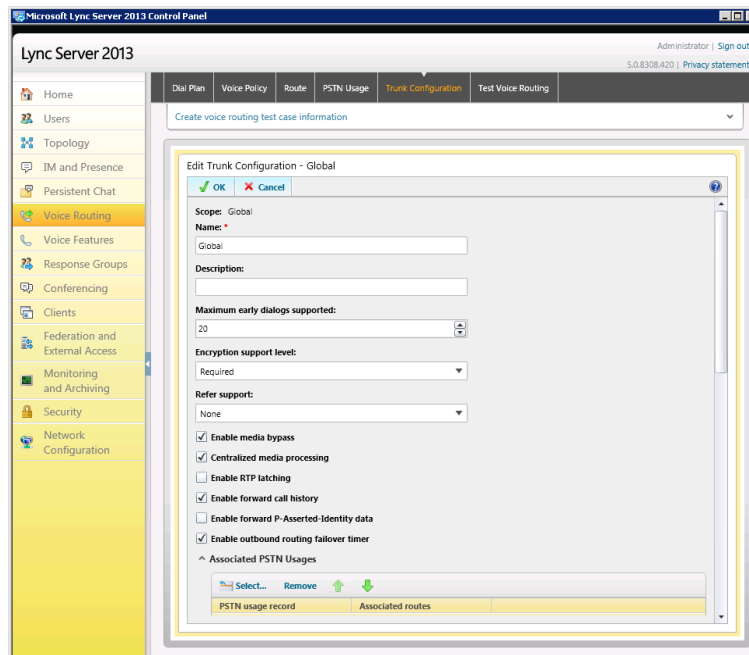 Microsoft Lync Server 2013 Control Panel
Lync Server 2013
Administrator | Sign out
5.0.8308.420 | Privacy statement
Home
Users
Topology
IM and Presence
Persistent Chat
Voice Routing
Voice Features
Response Groups
Conferencing
Clients
Federation and
External Access
Monitoring
and Archiving
Security
Network
Configuration
Dial Plan Voice Policy Route PSTN Usage Trunk Configuration Test Voice Routing
Create voice routing test case information
Edit Trunk Configuration - Global
OK Cancel
Scope: Global
Name: *
Global
Description:
Maximum early dialogs supported:
20
Encryption support level:
Required
Refer support:
None
Enable media bypass
Centralized media processing
Enable RTP latching
Enable forward call history
Enable forward P-Asserted-Identity data
Enable outbound routing failover timer
Associated PSTN Usages
Select... Remove
PSTN usage record Associated routes